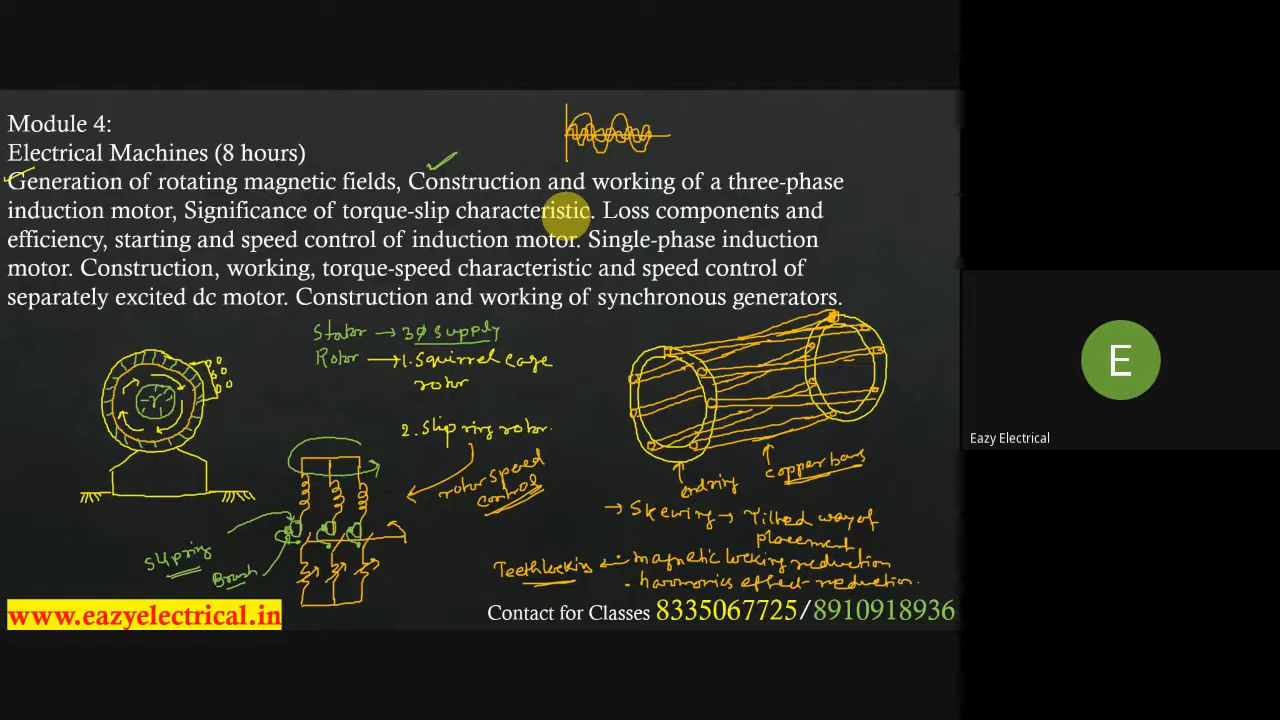 Module 4:
Electrical Machines (8 hours)
Generation of rotating magnetic fields, Construction and working of a three-phase
induction motor, Significance of torque-slip characteristic. Loss components and
efficiency, starting and speed control of induction motor. Single-phase induction
motor. Construction, working, torque-speed characteristic and speed control of
separately excited dc motor. Construction and working of synchronous generators.
Stator → 3φ supply
Rotor → 1. Squirrel cage
rotor
2. Slip ring rotor.
rotor speed
control
Slip ring
Brush
end ring
copper bars
→ Skewing → Tilted way of
placement
Teeth locking ← magnetic locking reduction
· harmonics effect reduction.
www.eazyelectrical.in
Contact for Classes 8335067725/8910918936
E
Eazy Electrical